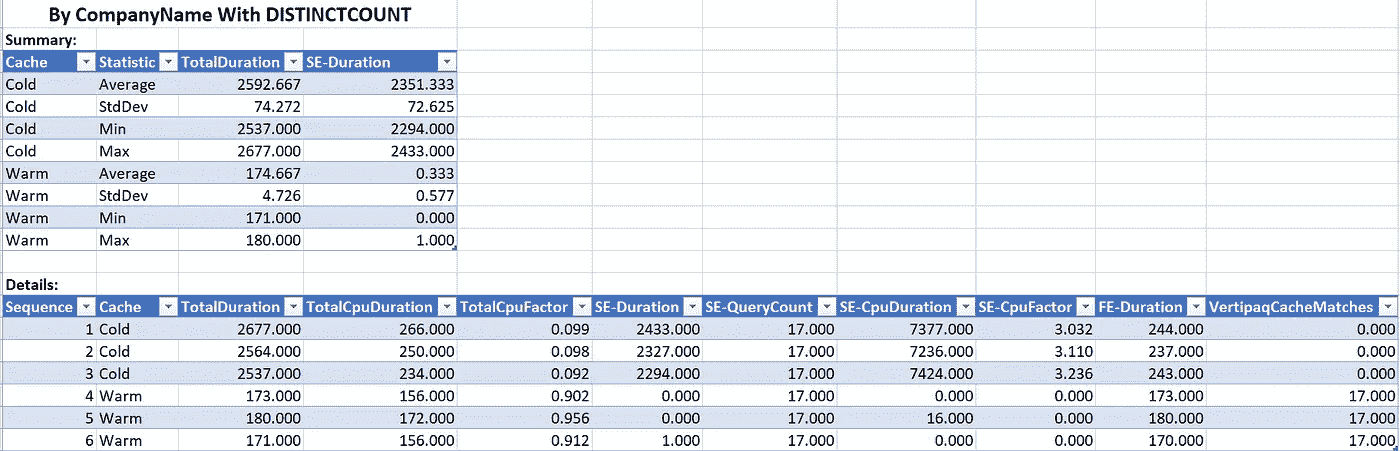 By CompanyName With DISTINCTCOUNT
Summary:
Cache Statistic TotalDuration SE-Duration
Cold Average 2592.667 2351.333
Cold StdDev 74.272 72.625
Cold Min 2537.000 2294.000
Cold Max 2677.000 2433.000
Warm Average 174.667 0.333
Warm StdDev 4.726 0.577
Warm Min 171.000 0.000
Warm Max 180.000 1.000
Details:
Sequence Cache TotalDuration TotalCpuDuration TotalCpuFactor SE-Duration SE-QueryCount SE-CpuDuration SE-CpuFactor FE-Duration VertipaqCacheMatches
1 Cold 2677.000 266.000 0.099 2433.000 17.000 7377.000 3.032 244.000 0.000
2 Cold 2564.000 250.000 0.098 2327.000 17.000 7236.000 3.110 237.000 0.000
3 Cold 2537.000 234.000 0.092 2294.000 17.000 7424.000 3.236 243.000 0.000
4 Warm 173.000 156.000 0.902 0.000 17.000 0.000 0.000 173.000 17.000
5 Warm 180.000 172.000 0.956 0.000 17.000 16.000 0.000 180.000 17.000
6 Warm 171.000 156.000 0.912 1.000 17.000 0.000 0.000 170.000 17.000